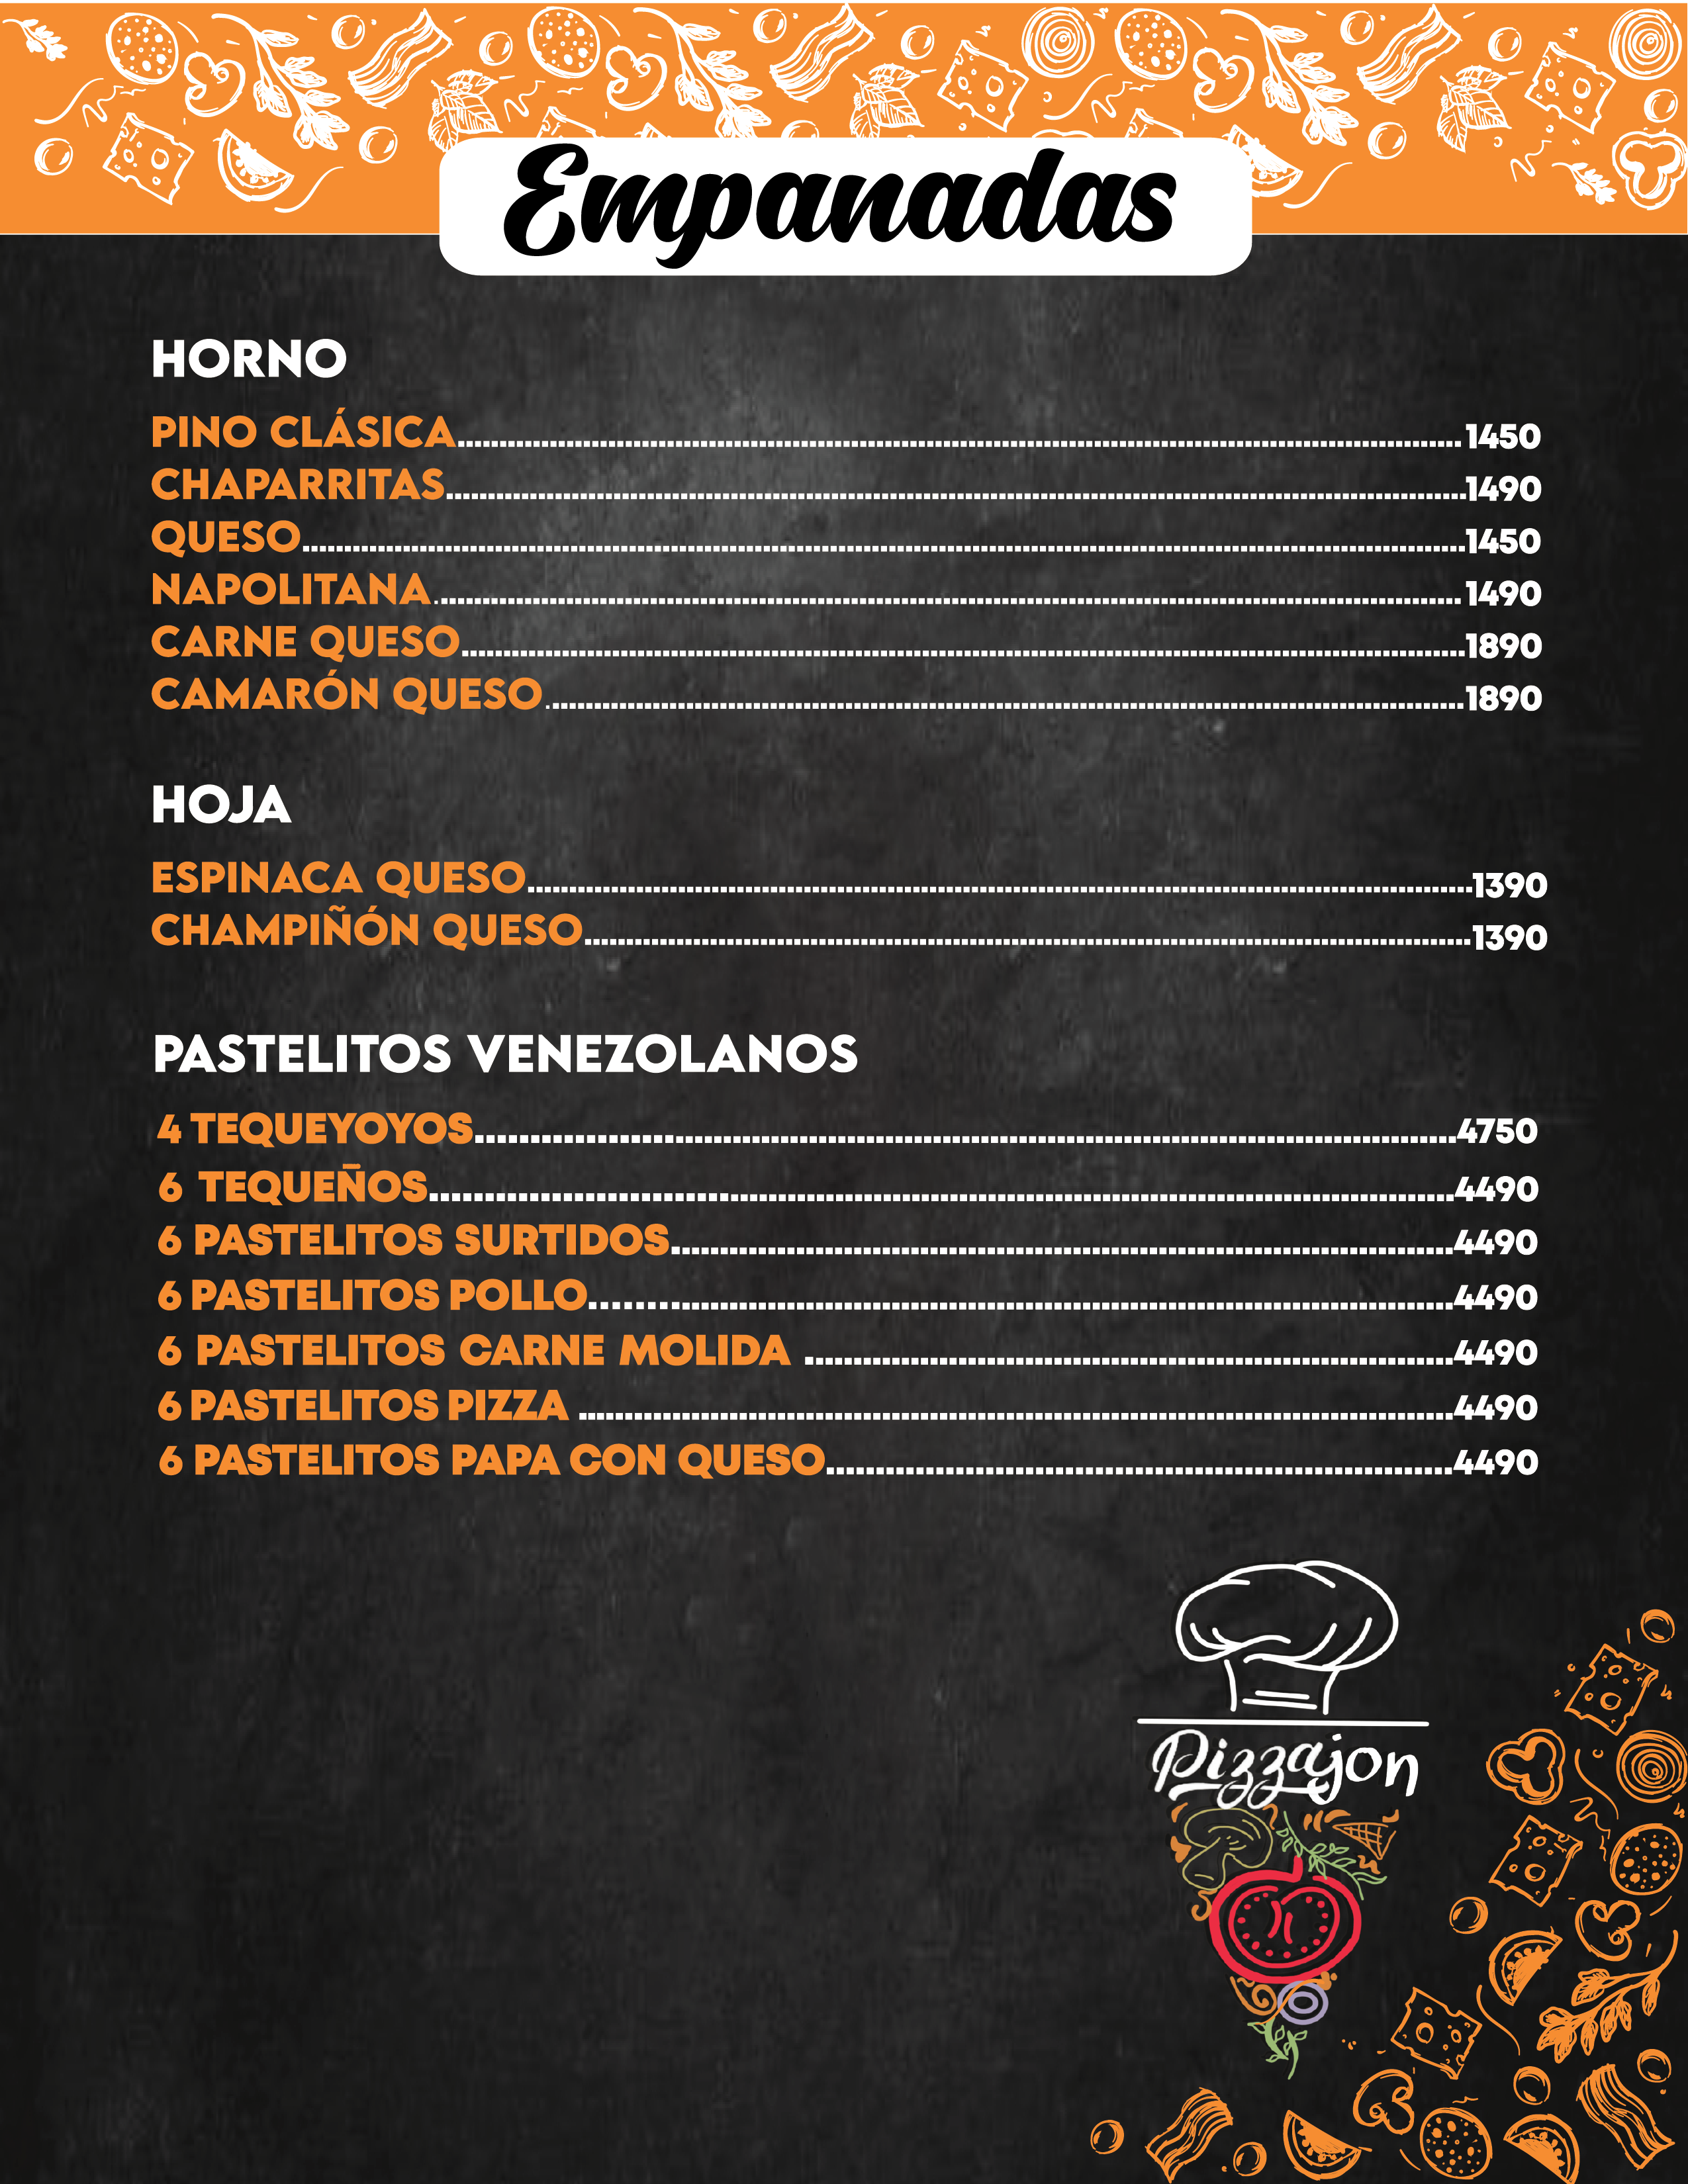 Empanadas
HORNO
PINO CLÁSICA 1450
CHAPARRITAS 1490
QUESO 1450
NAPOLITANA 1490
CARNE QUESO 1890
CAMARÓN QUESO 1890
HOJA
ESPINACA QUESO 1390
CHAMPIÑÓN QUESO 1390
PASTELITOS VENEZOLANOS
4 TEQUEYOYOS 4750
6 TEQUEÑOS 4490
6 PASTELITOS SURTIDOS 4490
6 PASTELITOS POLLO 4490
6 PASTELITOS CARNE MOLIDA 4490
6 PASTELITOS PIZZA 4490
6 PASTELITOS PAPA CON QUESO 4490
Pizzajon